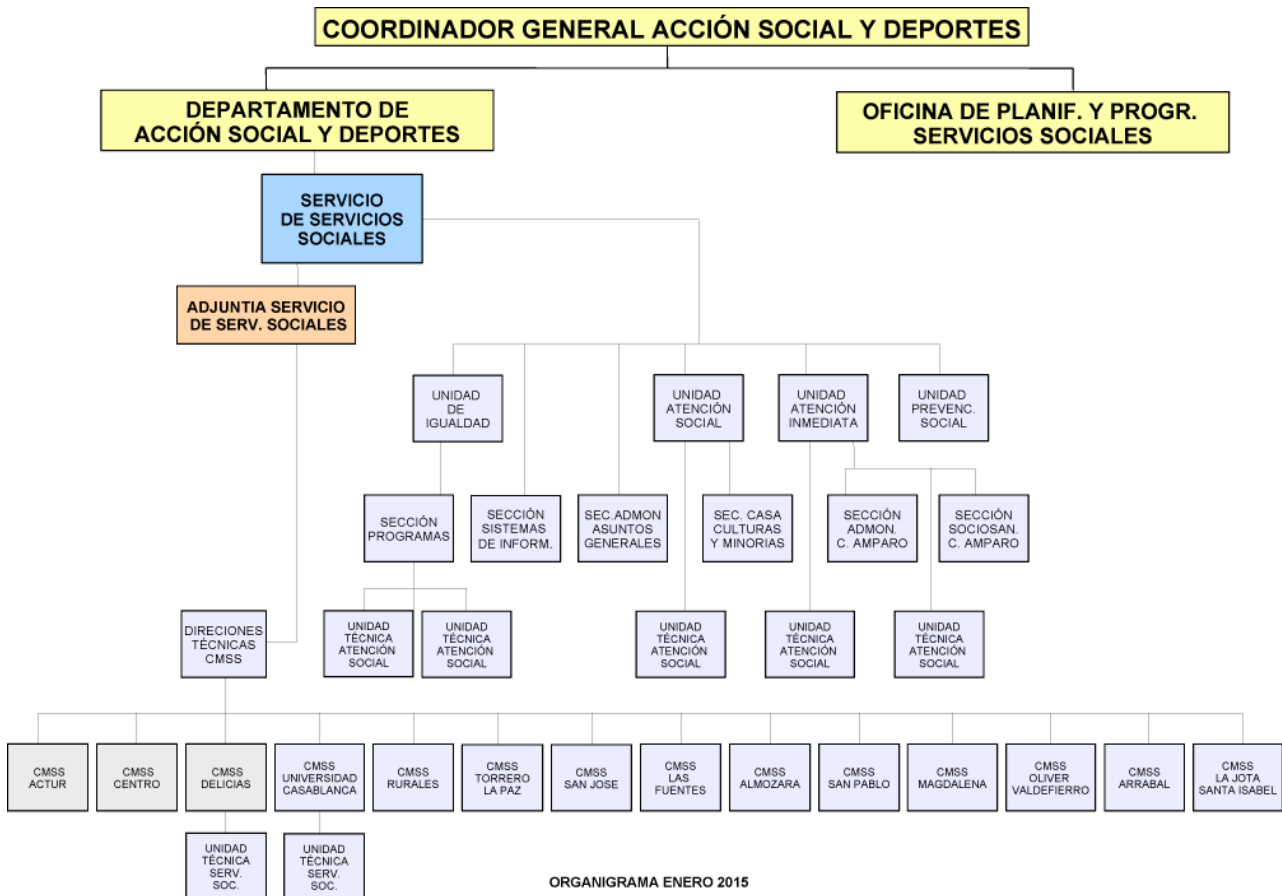 COORDINADOR GENERAL ACCIÓN SOCIAL Y DEPORTES
DEPARTAMENTO DE
ACCIÓN SOCIAL Y DEPORTES
OFICINA DE PLANIF. Y PROGR.
SERVICIOS SOCIALES
SERVICIO
DE SERVICIOS
SOCIALES
ADJUNTIA SERVICIO
DE SERV. SOCIALES
UNIDAD
DE
IGUALDAD
UNIDAD
ATENCIÓN
SOCIAL
UNIDAD
ATENCIÓN
INMEDIATA
UNIDAD
PREVENC.
SOCIAL
SECCIÓN
PROGRAMAS
SECCIÓN
SISTEMAS
DE INFORM.
SEC.ADMON
ASUNTOS
GENERALES
SEC. CASA
CULTURAS
Y MINORIAS
SECCIÓN
ADMON.
C. AMPARO
SECCIÓN
SOCIOSAN.
C. AMPARO
DIRECIONES
TÉCNICAS
CMSS
UNIDAD
TÉCNICA
ATENCIÓN
SOCIAL
UNIDAD
TÉCNICA
ATENCIÓN
SOCIAL
UNIDAD
TÉCNICA
ATENCIÓN
SOCIAL
UNIDAD
TÉCNICA
ATENCIÓN
SOCIAL
UNIDAD
TÉCNICA
ATENCIÓN
SOCIAL
CMSS
ACTUR
CMSS
CENTRO
CMSS
DELICIAS
CMSS
UNIVERSIDAD
CASABLANCA
CMSS
RURALES
CMSS
TORRERO
LA PAZ
CMSS
SAN JOSE
CMSS
LAS
FUENTES
CMSS
ALMOZARA
CMSS
SAN PABLO
CMSS
MAGDALENA
CMSS
OLIVER
VALDEFIERRO
CMSS
ARRABAL
CMSS
LA JOTA
SANTA ISABEL
UNIDAD
TÉCNICA
SERV.
SOC.
UNIDAD
TÉCNICA
SERV.
SOC.
ORGANIGRAMA ENERO 2015